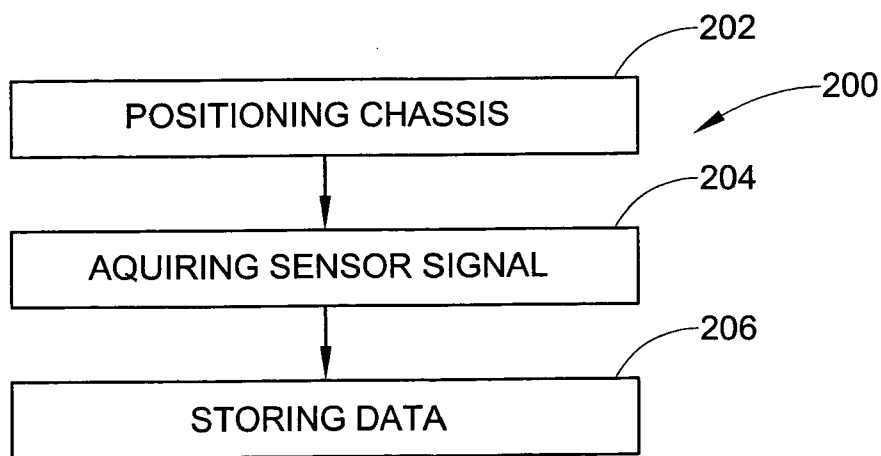 202
POSITIONING CHASSIS
200
204
AQUIRING SENSOR SIGNAL
206
STORING DATA